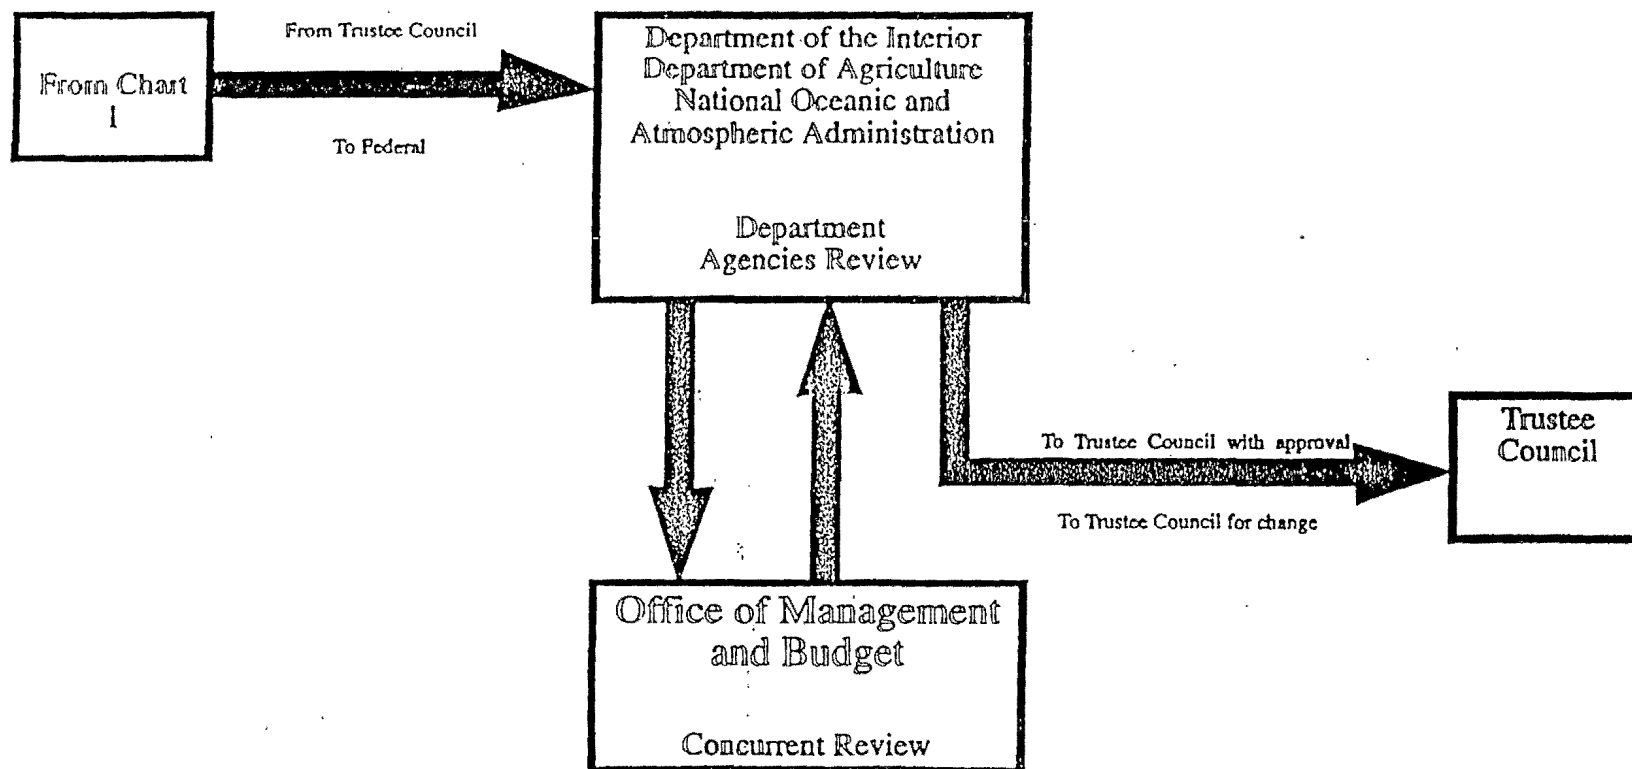 From Trustee Council
From Chart
1
To Federal
Department of the Interior
Department of Agriculture
National Oceanic and
Atmospheric Administration
Department
Agencies Review
To Trustee Council with approval
To Trustee Council for change
Trustee
Council
Office of Management
and Budget
Concurrent Review